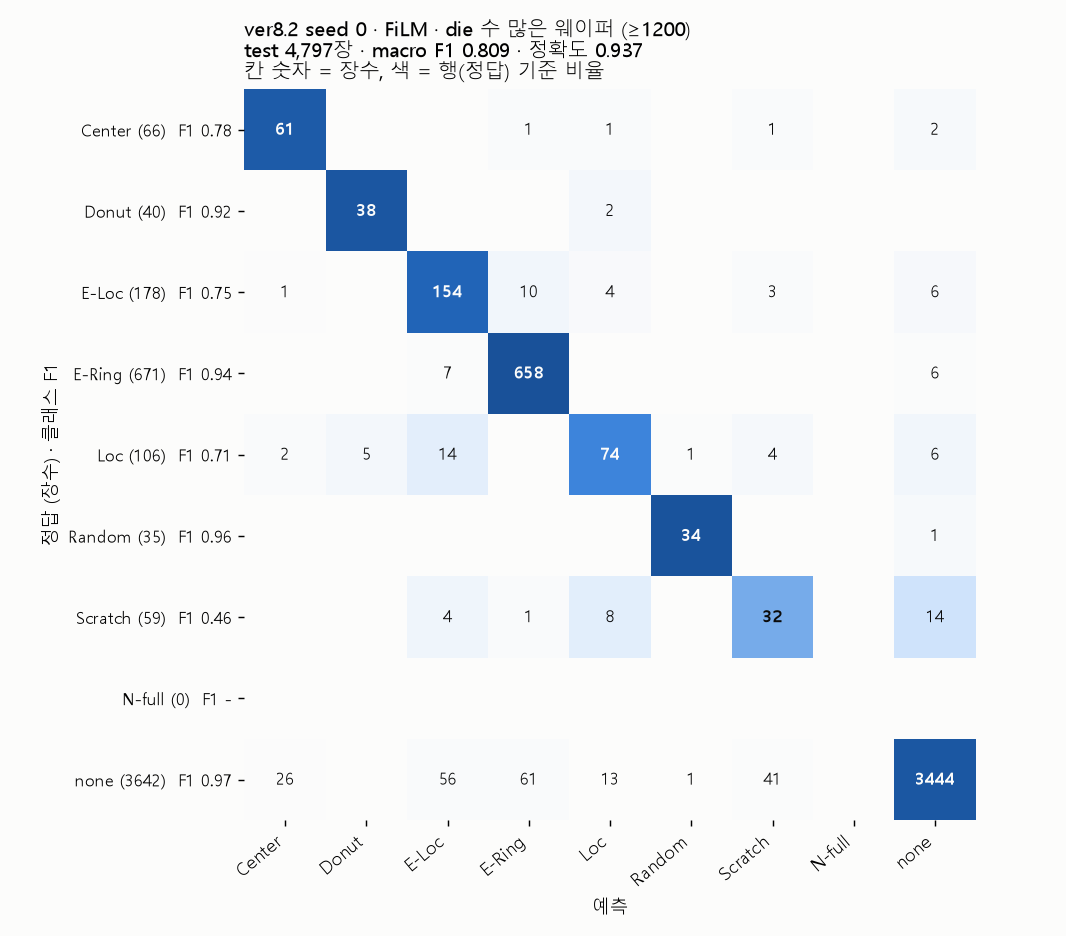 ver8.2 seed 0 · FiLM · die 수 많은 웨이퍼 (≥1200)
test 4,797장 · macro F1 0.809 · 정확도 0.937
칸 숫자 = 장수, 색 = 행(정답) 기준 비율
정답 (장수) · 클래스 F1
Center (66) F1 0.78 61 1 1 1 2
Donut (40) F1 0.92 38 2
E-Loc (178) F1 0.75 1 154 10 4 3 6
E-Ring (671) F1 0.94 7 658 6
Loc (106) F1 0.71 2 5 14 74 1 4 6
Random (35) F1 0.96 34 1
Scratch (59) F1 0.46 4 1 8 32 14
N-full (0) F1 -
none (3642) F1 0.97 26 56 61 13 1 41 3444
Center Donut E-Loc E-Ring Loc Random Scratch N-full none
예측